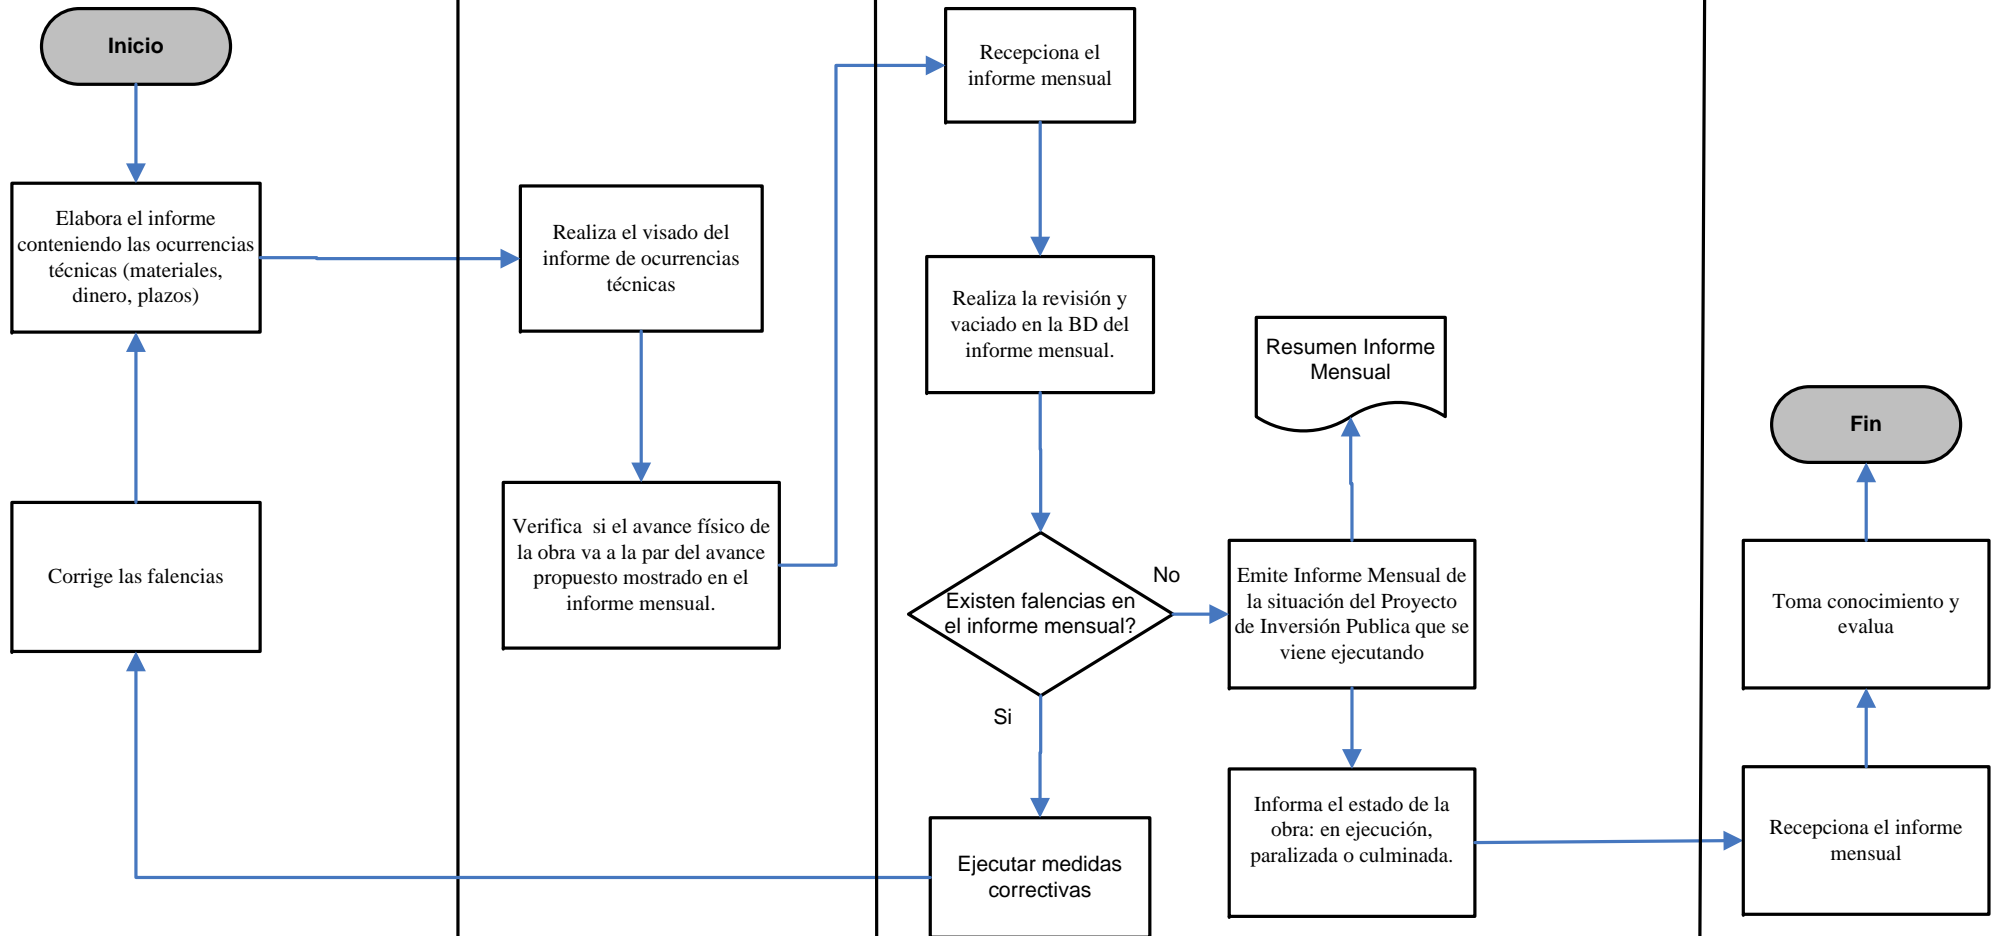 Inicio
Elabora el informe
conteniendo las ocurrencias
técnicas (materiales,
dinero, plazos)
Corrige las falencias
Realiza el visado del
informe de ocurrencias
técnicas
Verifica si el avance físico de
la obra va a la par del avance
propuesto mostrado en el
informe mensual.
Recepciona el
informe mensual
Realiza la revisión y
vaciado en la BD del
informe mensual.
Existen falencias en
el informe mensual?
No
Si
Ejecutar medidas
correctivas
Resumen Informe
Mensual
Emite Informe Mensual de
la situación del Proyecto
de Inversión Publica que se
viene ejecutando
Informa el estado de la
obra: en ejecución,
paralizada o culminada.
Fin
Toma conocimiento y
evalua
Recepciona el informe
mensual